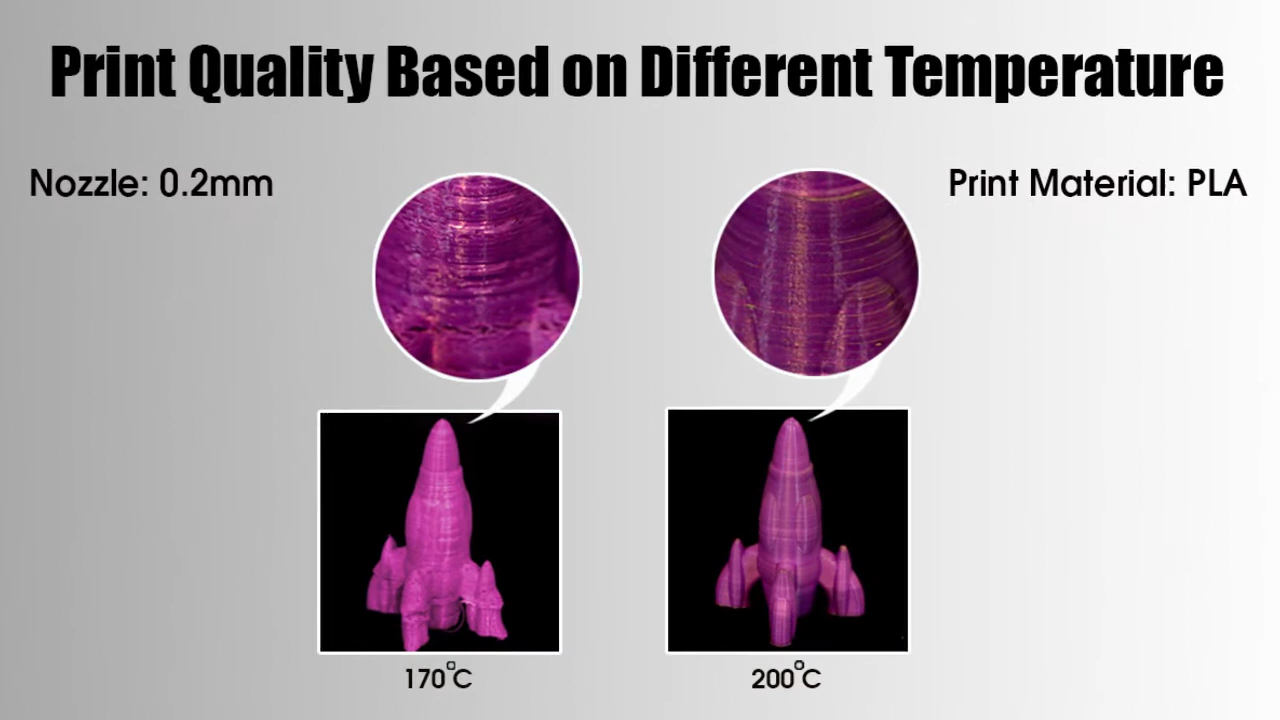 Print Quality Based on Different Temperature
Nozzle: 0.2mm
Print Material: PLA
170°C
200°C